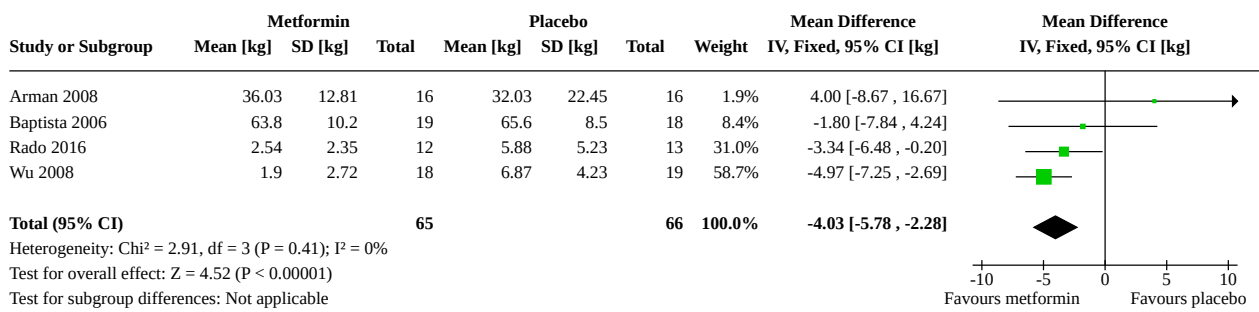 Metformin Placebo Mean Difference Mean Difference
Study or Subgroup Mean [kg] SD [kg] Total Mean [kg] SD [kg] Total Weight IV, Fixed, 95% CI [kg] IV, Fixed, 95% CI [kg]
Arman 2008 36.03 12.81 16 32.03 22.45 16 1.9% 4.00 [-8.67 , 16.67]
Baptista 2006 63.8 10.2 19 65.6 8.5 18 8.4% -1.80 [-7.84 , 4.24]
Rado 2016 2.54 2.35 12 5.88 5.23 13 31.0% -3.34 [-6.48 , -0.20]
Wu 2008 1.9 2.72 18 6.87 4.23 19 58.7% -4.97 [-7.25 , -2.69]
Total (95% CI) 65 66 100.0% -4.03 [-5.78 , -2.28]
Heterogeneity: Chi² = 2.91, df = 3 (P = 0.41); I² = 0%
Test for overall effect: Z = 4.52 (P < 0.00001)
Test for subgroup differences: Not applicable
-10 -5 0 5 10
Favours metformin Favours placebo